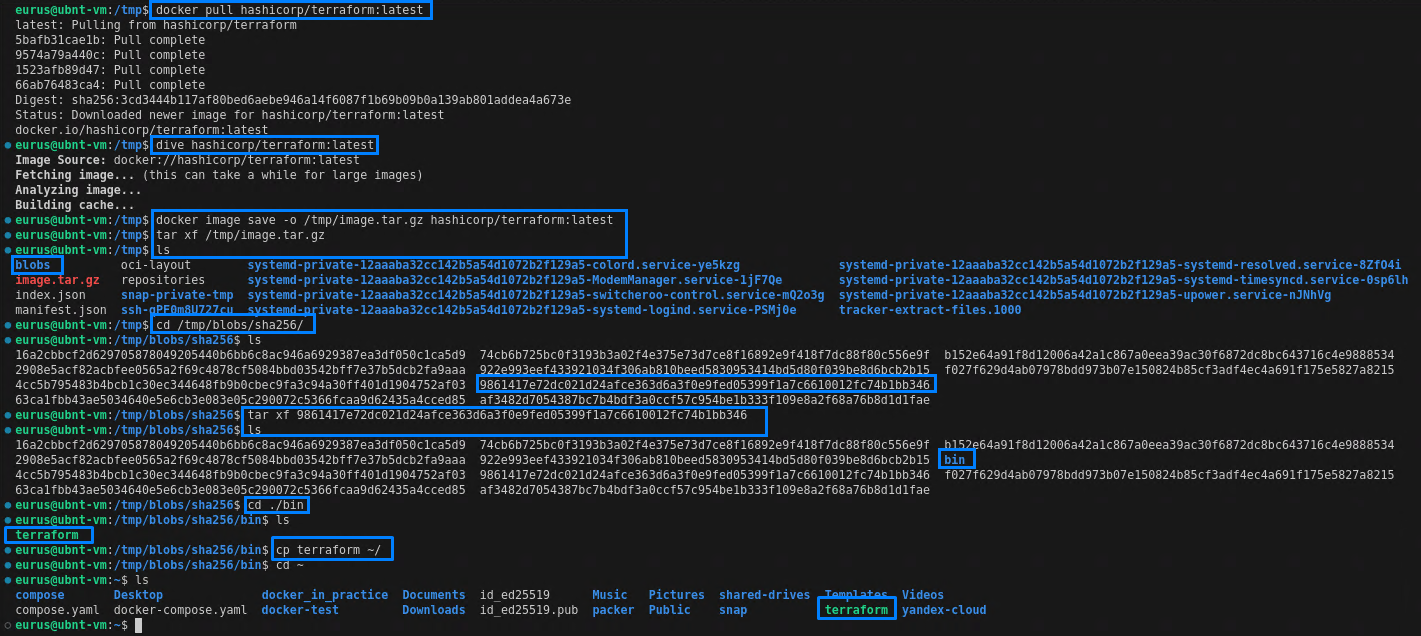 eurus@ubnt-vm:/tmp$ docker pull hashicorp/terraform:latest
latest: Pulling from hashicorp/terraform
5bafb31cae1b: Pull complete
9574a79a440c: Pull complete
1523afb89d47: Pull complete
66ab76483ca4: Pull complete
Digest: sha256:3cd3444b117af80bed6aebe946a14f6087f1b69b09b0a139ab801addea4a673e
Status: Downloaded newer image for hashicorp/terraform:latest
docker.io/hashicorp/terraform:latest
eurus@ubnt-vm:/tmp$ dive hashicorp/terraform:latest
Image Source: docker://hashicorp/terraform:latest
Fetching image... (this can take a while for large images)
Analyzing image...
Building cache...
eurus@ubnt-vm:/tmp$ docker image save -o /tmp/image.tar.gz hashicorp/terraform:latest
eurus@ubnt-vm:/tmp$ tar xf /tmp/image.tar.gz
eurus@ubnt-vm:/tmp$ ls
blobs oci-layout systemd-private-12aaaba32cc142b5a54d1072b2f129a5-colord.service-ye5kzg systemd-private-12aaaba32cc142b5a54d1072b2f129a5-systemd-resolved.service-8ZfO4i
image.tar.gz repositories systemd-private-12aaaba32cc142b5a54d1072b2f129a5-ModemManager.service-1jF7Qe systemd-private-12aaaba32cc142b5a54d1072b2f129a5-systemd-timesyncd.service-0sp6lh
index.json snap-private-tmp systemd-private-12aaaba32cc142b5a54d1072b2f129a5-switcheroo-control.service-mQ2o3g systemd-private-12aaaba32cc142b5a54d1072b2f129a5-upower.service-nJNhVg
manifest.json ssh-gPF0m8U727cu systemd-private-12aaaba32cc142b5a54d1072b2f129a5-systemd-logind.service-PSMj0e tracker-extract-files.1000
eurus@ubnt-vm:/tmp$ cd /tmp/blobs/sha256/
eurus@ubnt-vm:/tmp/blobs/sha256$ ls
16a2cbbcf2d629705878049205440b6bb6c8ac946a6929387ea3df050c1ca5d9 74cb6b725bc0f3193b3a02f4e375e73d7ce8f16892e9f418f7dc88f80c556e9f b152e64a91f8d12006a42a1c867a0eea39ac30f6872dc8bc643716c4e9888534
2908e5acf82acbfee0565a2f69c4878cf5084bbd03542bff7e37b5dcb2fa9aaa 922e993eef433921034f306ab810beed5830953414bd5d80f039be8d6bcb2b15 f027f629d4ab07978bdd973b07e150824b85cf3adf4ec4a691f175e5827a8215
4cc5b795483b4bcb1c30ec344648fb9b0cbec9fa3c94a30ff401d1904752af03 9861417e72dc021d24afce363d6a3f0e9fed05399f1a7c6610012fc74b1bb346
63ca1fbb43ae5034640e5e6cb3e083e05c290072c5366fcaa9d62435a4cced85 af3482d7054387bc7b4bdf3a0ccf57c954be1b333f109e8a2f68a76b8d1d1fae
eurus@ubnt-vm:/tmp/blobs/sha256$ tar xf 9861417e72dc021d24afce363d6a3f0e9fed05399f1a7c6610012fc74b1bb346
eurus@ubnt-vm:/tmp/blobs/sha256$ ls
16a2cbbcf2d629705878049205440b6bb6c8ac946a6929387ea3df050c1ca5d9 74cb6b725bc0f3193b3a02f4e375e73d7ce8f16892e9f418f7dc88f80c556e9f b152e64a91f8d12006a42a1c867a0eea39ac30f6872dc8bc643716c4e9888534
2908e5acf82acbfee0565a2f69c4878cf5084bbd03542bff7e37b5dcb2fa9aaa 922e993eef433921034f306ab810beed5830953414bd5d80f039be8d6bcb2b15 bin
4cc5b795483b4bcb1c30ec344648fb9b0cbec9fa3c94a30ff401d1904752af03 9861417e72dc021d24afce363d6a3f0e9fed05399f1a7c6610012fc74b1bb346 f027f629d4ab07978bdd973b07e150824b85cf3adf4ec4a691f175e5827a8215
63ca1fbb43ae5034640e5e6cb3e083e05c290072c5366fcaa9d62435a4cced85 af3482d7054387bc7b4bdf3a0ccf57c954be1b333f109e8a2f68a76b8d1d1fae
eurus@ubnt-vm:/tmp/blobs/sha256$ cd ./bin
eurus@ubnt-vm:/tmp/blobs/sha256/bin$ ls
terraform
eurus@ubnt-vm:/tmp/blobs/sha256/bin$ cp terraform ~/
eurus@ubnt-vm:/tmp/blobs/sha256/bin$ cd ~
eurus@ubnt-vm:~$ ls
compose Desktop docker_in_practice Documents id_ed25519 Music Pictures shared-drives Templates Videos
compose.yaml docker-compose.yaml docker-test Downloads id_ed25519.pub packer Public snap terraform yandex-cloud
eurus@ubnt-vm:~$